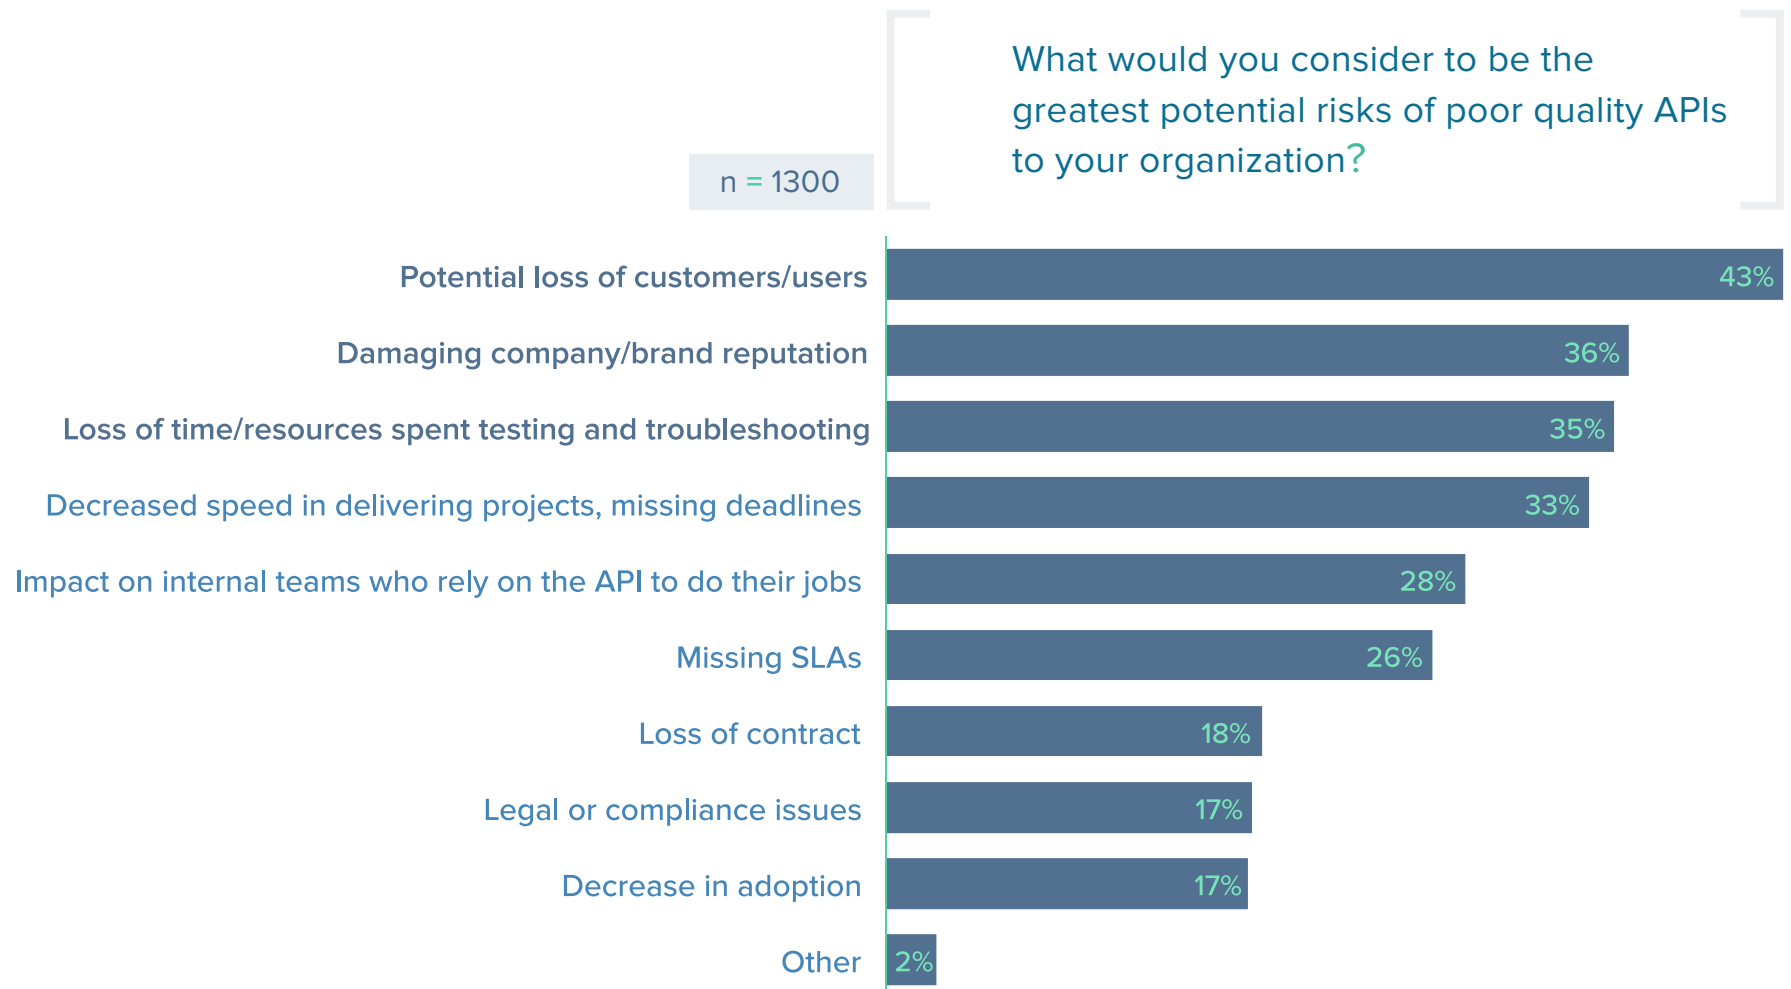 What would you consider to be the
greatest potential risks of poor quality APIs
to your organization?
n = 1300
Potential loss of customers/users 43%
Damaging company/brand reputation 36%
Loss of time/resources spent testing and troubleshooting 35%
Decreased speed in delivering projects, missing deadlines 33%
Impact on internal teams who rely on the API to do their jobs 28%
Missing SLAs 26%
Loss of contract 18%
Legal or compliance issues 17%
Decrease in adoption 17%
Other 2%